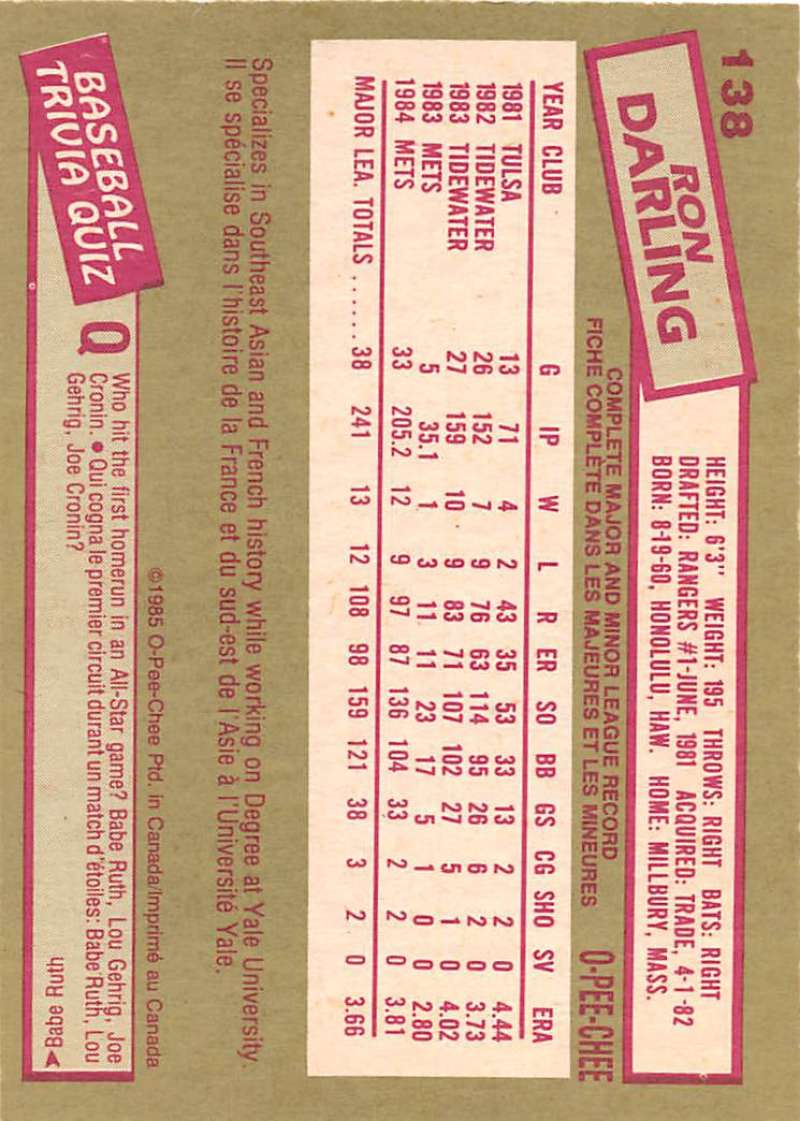 138
RON
DARLING
HEIGHT: 6'3" WEIGHT: 195 THROWS: RIGHT BATS: RIGHT
DRAFTED: RANGERS #1-JUNE, 1981 ACQUIRED: TRADE, 4-1-82
BORN: 8-19-60, HONOLULU, HAW. HOME: MILLBURY, MASS.
COMPLETE MAJOR AND MINOR LEAGUE RECORD
FICHE COMPLÈTE DANS LES MAJEURES ET LES MINEURES
O-PEE-CHEE
YEAR CLUB G IP W L R ER SO BB GS CG SHO SV ERA
1981 TULSA 13 71 4 2 43 35 53 33 13 2 2 0 4.44
1982 TIDEWATER 26 152 7 9 76 63 114 95 26 6 2 0 3.73
1983 TIDEWATER 27 159 10 9 83 71 107 102 27 5 1 0 4.02
1983 METS 5 35.1 1 3 11 11 23 17 5 1 0 0 2.80
1984 METS 33 205.2 12 9 97 87 136 104 33 2 2 0 3.81
MAJOR LEA. TOTALS ....... 38 241 13 12 108 98 159 121 38 3 2 0 3.66
Specializes in Southeast Asian and French history while working on Degree at Yale University.
Il se spécialise dans l'histoire de la France et du sud-est de l'Asie à l'Université Yale.
©1985 O-Pee-Chee Ptd. in Canada/Imprimé au Canada
BASEBALL
TRIVIA QUIZ
Q Who hit the first homerun in an All-Star game? Babe Ruth, Lou Gehrig, Joe
Cronin. • Qui cogna le premier circuit durant un match d'étoiles: Babe Ruth, Lou
Gehrig, Joe Cronin?
Babe Ruth